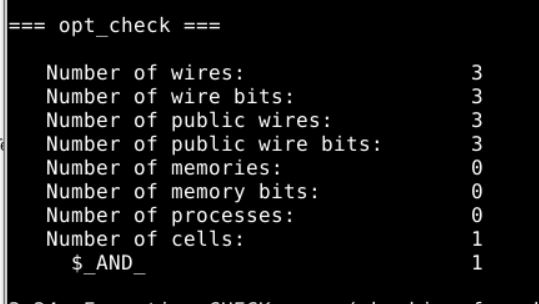 === opt_check ===
Number of wires: 3
Number of wire bits: 3
Number of public wires: 3
Number of public wire bits: 3
Number of memories: 0
Number of memory bits: 0
Number of processes: 0
Number of cells: 1
$_AND_ 1